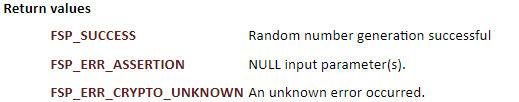 Return values
FSP_SUCCESS Random number generation successful
FSP_ERR_ASSERTION NULL input parameter(s).
FSP_ERR_CRYPTO_UNKNOWN An unknown error occurred.